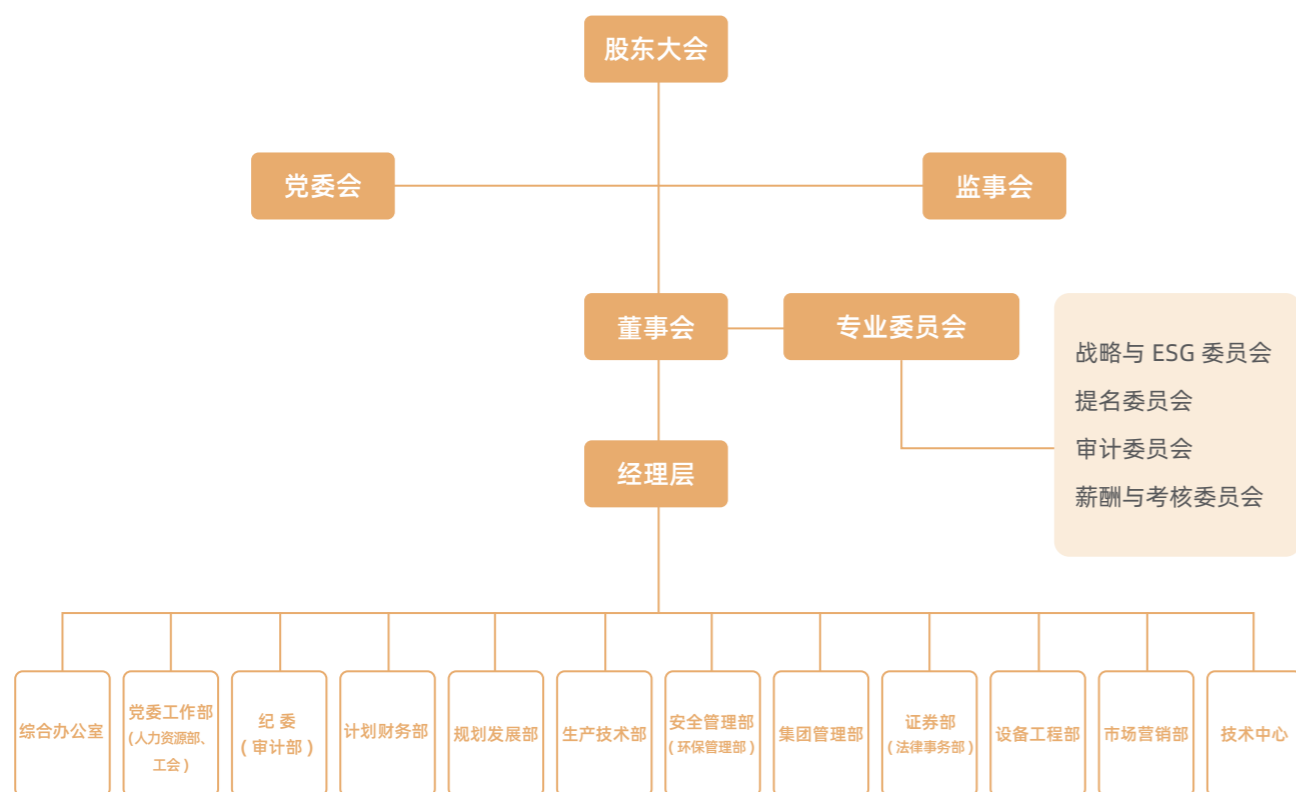 股东大会
党委会
监事会
董事会
专业委员会
战略与 ESG 委员会
提名委员会
审计委员会
薪酬与考核委员会
经理层
综合办公室
党委工作部
(人力资源部、
工会)
纪 委
(审计部)
计划财务部
规划发展部
生产技术部
安全管理部
(环保管理部)
集团管理部
证券部
(法律事务部)
设备工程部
市场营销部
技术中心